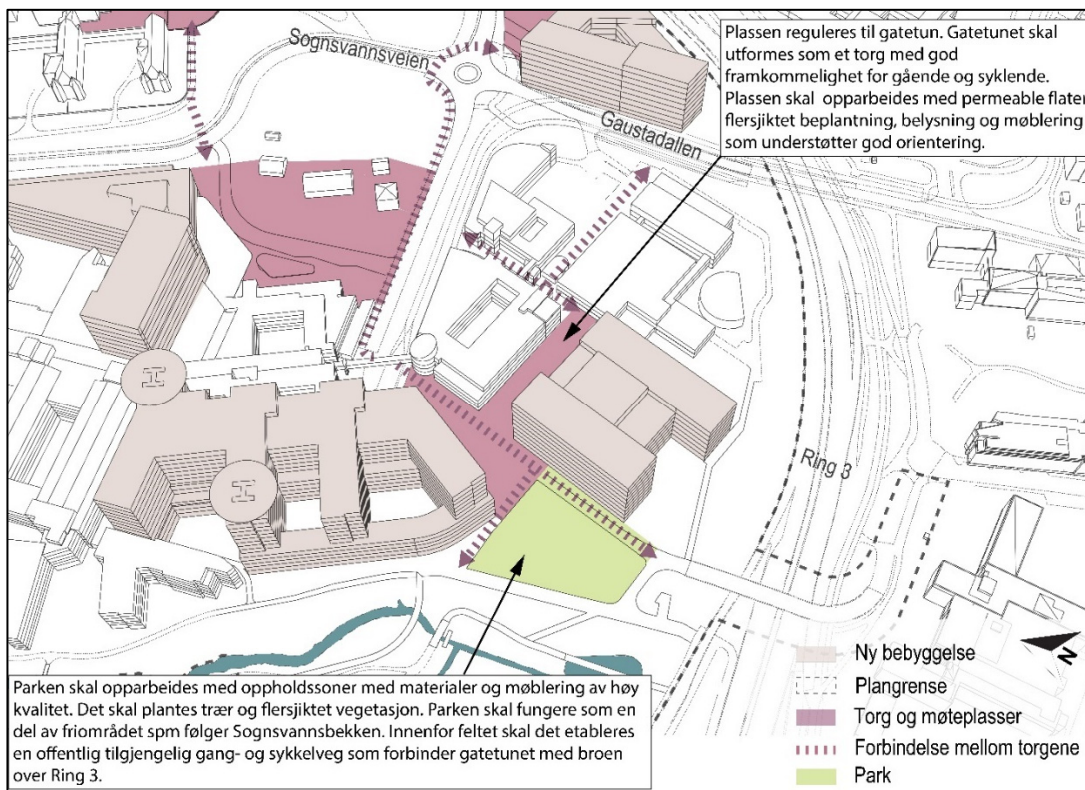 Plassen reguleres til gatetun. Gatetunet skal
utformes som et torg med god
framkommelighet for gående og syklende.
Plassen skal opparbeides med permeable flater
flersjiktet beplantning, belysning og møblering
som understøtter god orientering.
Sognsvannsveien
Gaustadallen
H
H
Ring 3
N
Ny bebyggelse
Plangrense
Torg og møteplasser
Forbindelse mellom torgene
Park
Parken skal opparbeides med oppholdssoner med materialer og møblering av høy
kvalitet. Det skal plantes trær og flersjiktet vegetasjon. Parken skal fungere som en
del av friområdet spm følger Sognsvannsbekken. Innenfor feltet skal det etableres
en offentlig tilgjengelig gang- og sykkelveg som forbinder gatetunet med broen
over Ring 3.